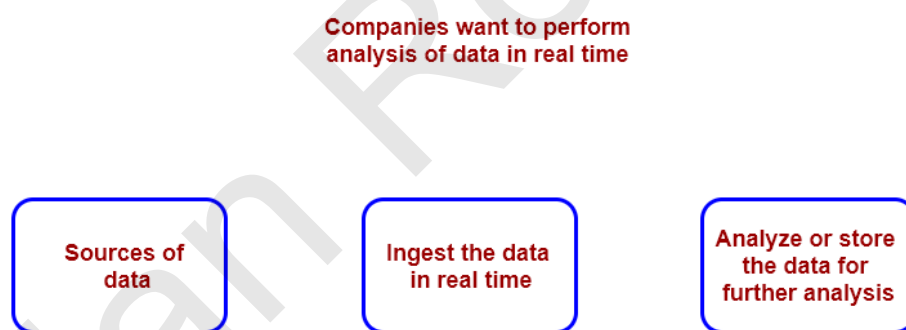 Companies want to perform
analysis of data in real time
Sources of
data
Ingest the data
in real time
Analyze or store
the data for
further analysis